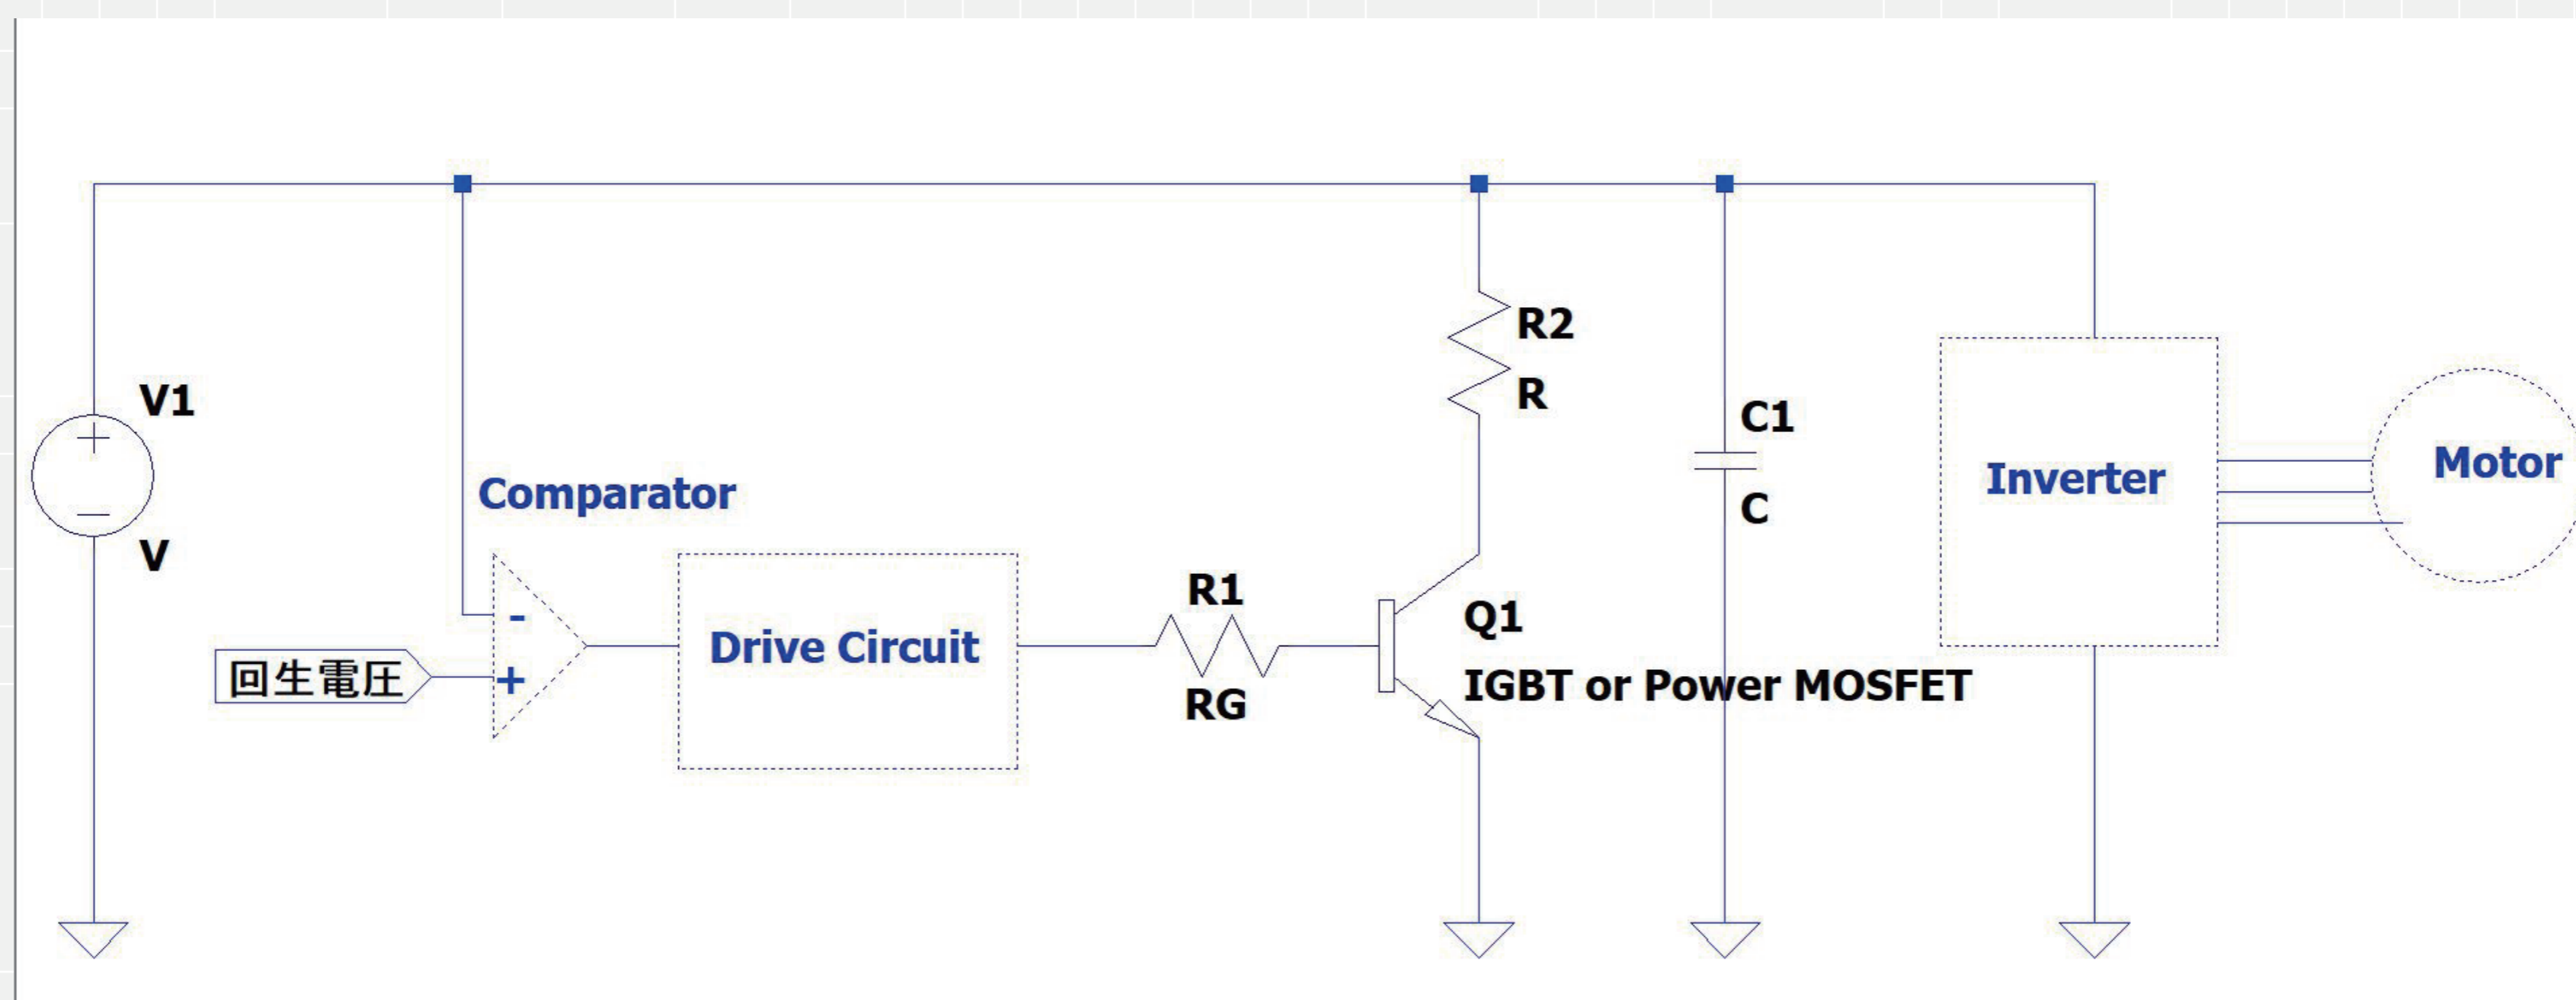 V1
V
Comparator
-
+
回生電圧
Drive Circuit
R1
RG
R2
R
Q1
IGBT or Power MOSFET
C1
C
Inverter
Motor